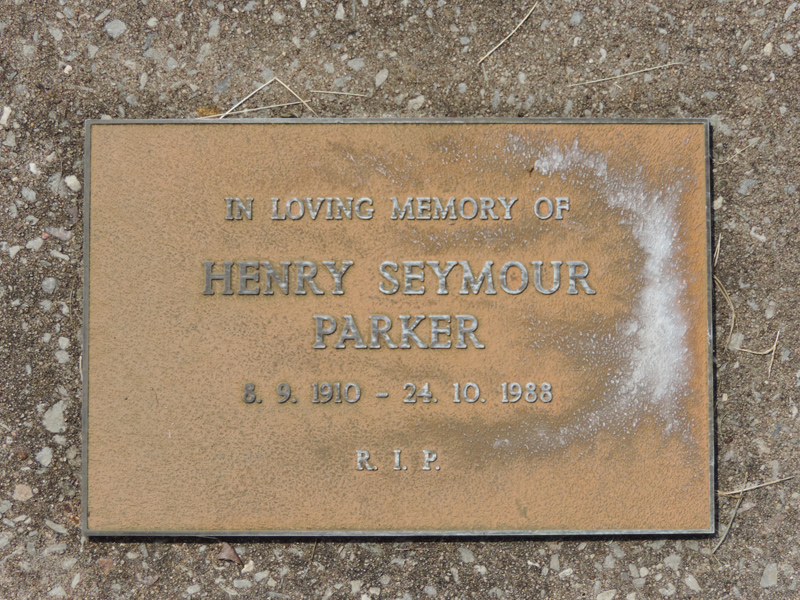 IN LOVING MEMORY OF
HENRY SEYMOUR
PARKER
8. 9. 1910 - 24. 10. 1988
R. I. P.